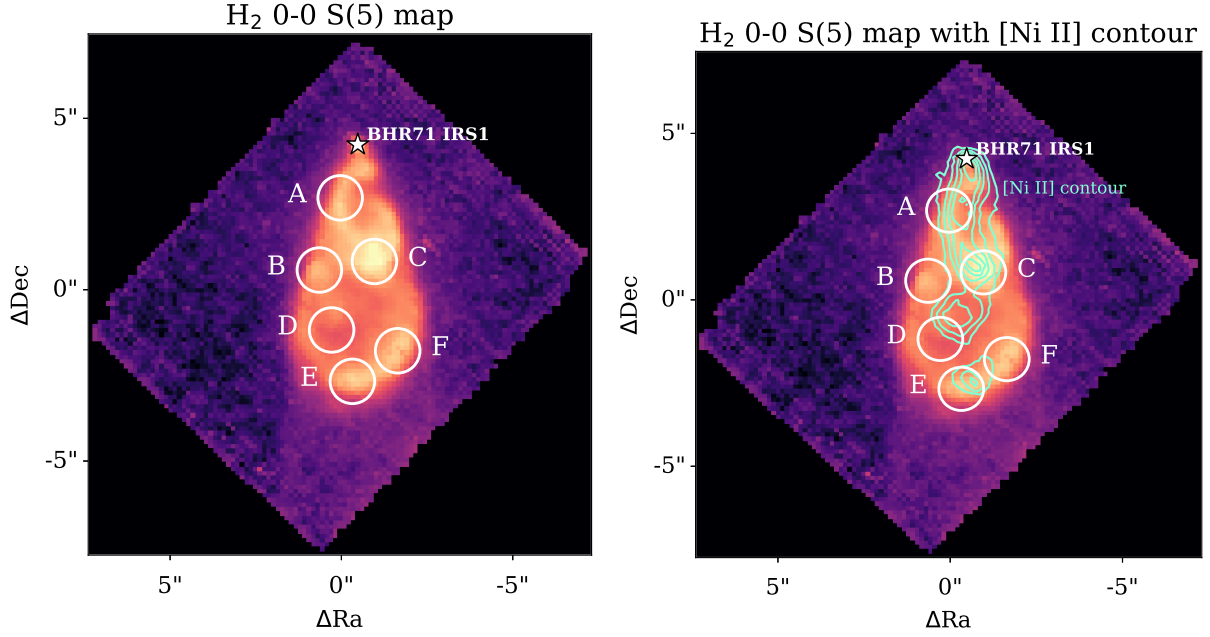 H₂ 0-0 S(5) map
BHR71 IRS1
A
B
C
D
E
F
5"
0"
-5"
ΔDec
5"
0"
-5"
ΔRa
H₂ 0-0 S(5) map with [Ni II] contour
BHR71 IRS1
[Ni II] contour
A
B
C
D
E
F
5"
0"
-5"
ΔDec
5"
0"
-5"
ΔRa